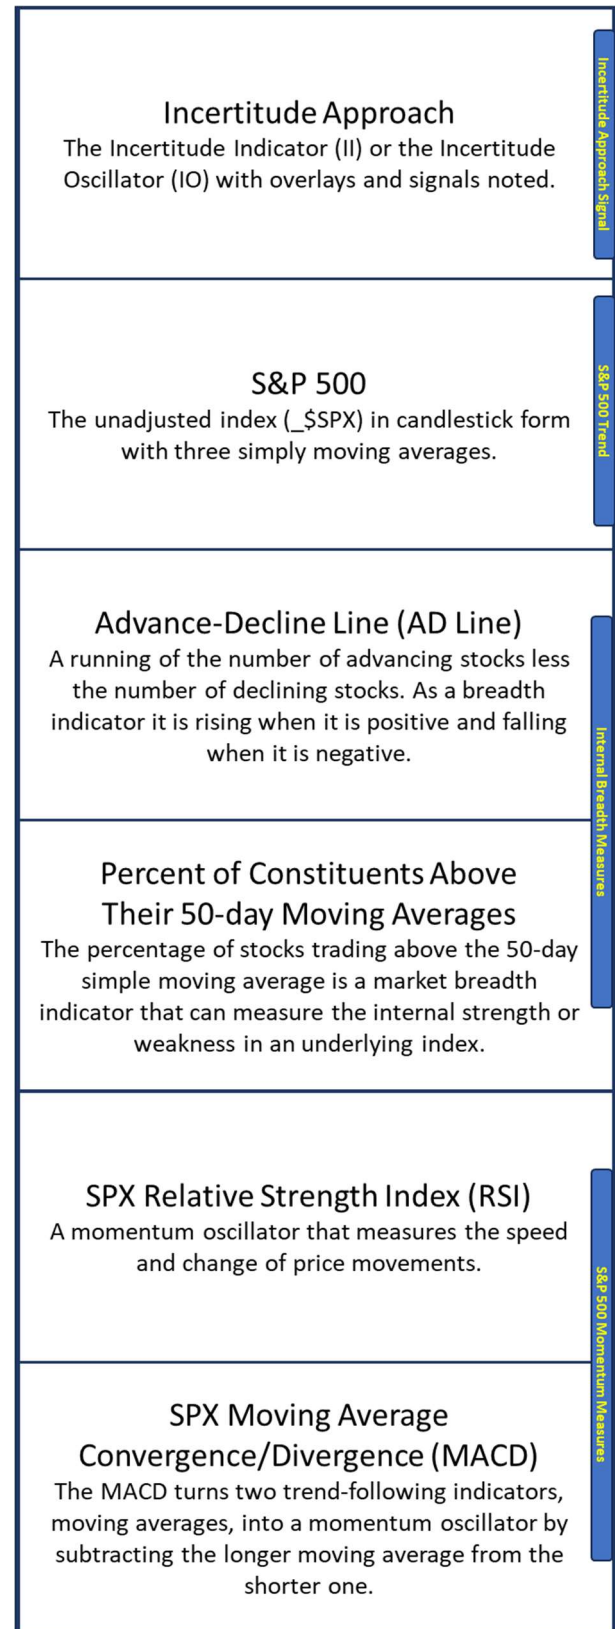 Incertitude Approach
The Incertitude Indicator (II) or the Incertitude
Oscillator (IO) with overlays and signals noted.
Incertitude Approach Signal
S&P 500
The unadjusted index (_$SPX) in candlestick form
with three simply moving averages.
S&P 500 Trend
Advance-Decline Line (AD Line)
A running of the number of advancing stocks less
the number of declining stocks. As a breadth
indicator it is rising when it is positive and falling
when it is negative.
Internal Breadth Measures
Percent of Constituents Above
Their 50-day Moving Averages
The percentage of stocks trading above the 50-day
simple moving average is a market breadth
indicator that can measure the internal strength or
weakness in an underlying index.
SPX Relative Strength Index (RSI)
A momentum oscillator that measures the speed
and change of price movements.
S&P 500 Momentum Measures
SPX Moving Average
Convergence/Divergence (MACD)
The MACD turns two trend-following indicators,
moving averages, into a momentum oscillator by
subtracting the longer moving average from the
shorter one.